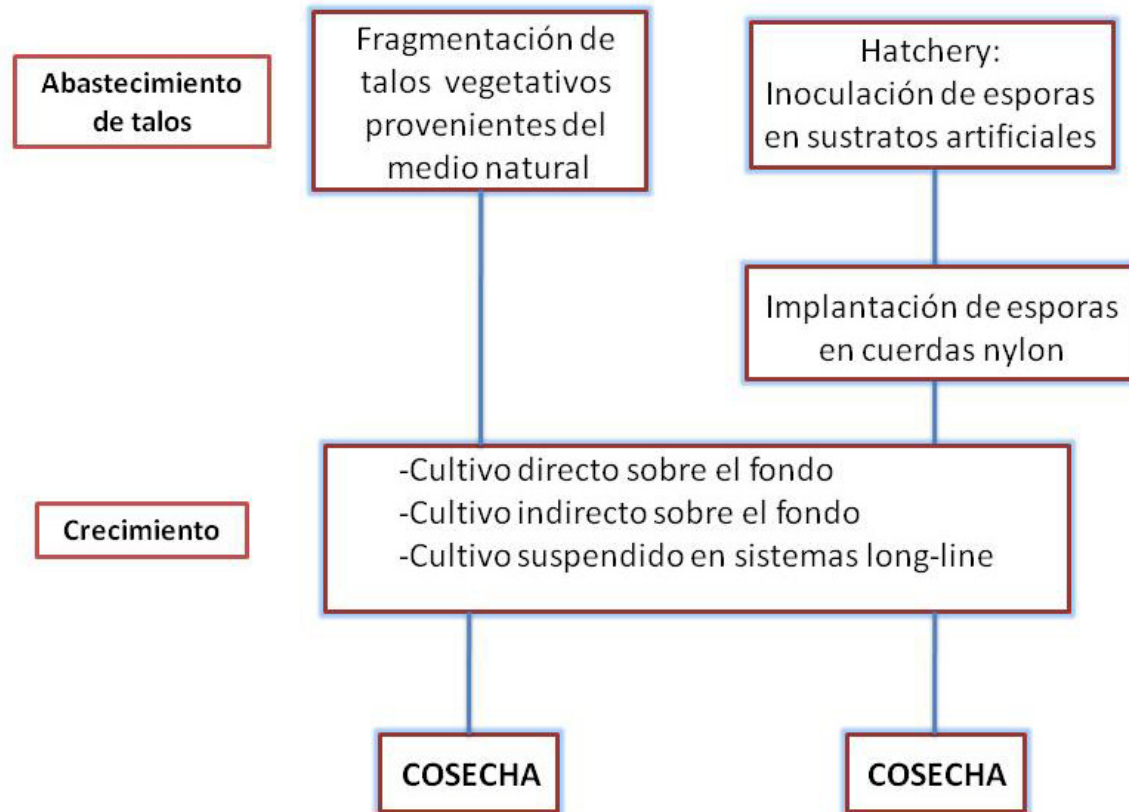 Abastecimiento
de talos
Fragmentación de
talos vegetativos
provenientes del
medio natural
Hatchery:
Inoculación de esporas
en sustratos artificiales
Implantación de esporas
en cuerdas nylon
Crecimiento
-Cultivo directo sobre el fondo
-Cultivo indirecto sobre el fondo
-Cultivo suspendido en sistemas long-line
COSECHA
COSECHA